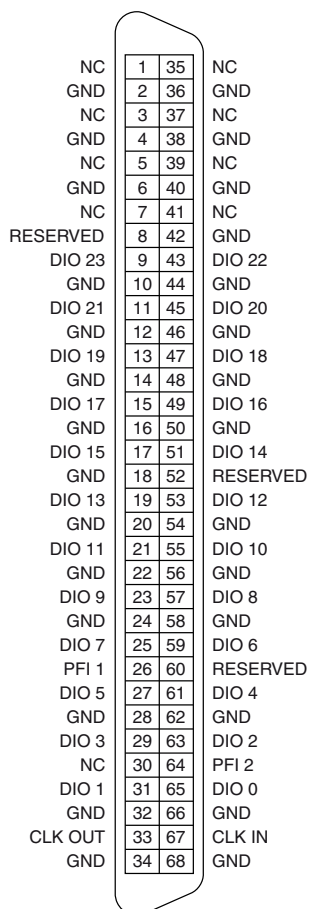 NC 1 35 NC
GND 2 36 GND
NC 3 37 NC
GND 4 38 GND
NC 5 39 NC
GND 6 40 GND
NC 7 41 NC
RESERVED 8 42 GND
DIO 23 9 43 DIO 22
GND 10 44 GND
DIO 21 11 45 DIO 20
GND 12 46 GND
DIO 19 13 47 DIO 18
GND 14 48 GND
DIO 17 15 49 DIO 16
GND 16 50 GND
DIO 15 17 51 DIO 14
GND 18 52 RESERVED
DIO 13 19 53 DIO 12
GND 20 54 GND
DIO 11 21 55 DIO 10
GND 22 56 GND
DIO 9 23 57 DIO 8
GND 24 58 GND
DIO 7 25 59 DIO 6
PFI 1 26 60 RESERVED
DIO 5 27 61 DIO 4
GND 28 62 GND
DIO 3 29 63 DIO 2
NC 30 64 PFI 2
DIO 1 31 65 DIO 0
GND 32 66 GND
CLK OUT 33 67 CLK IN
GND 34 68 GND